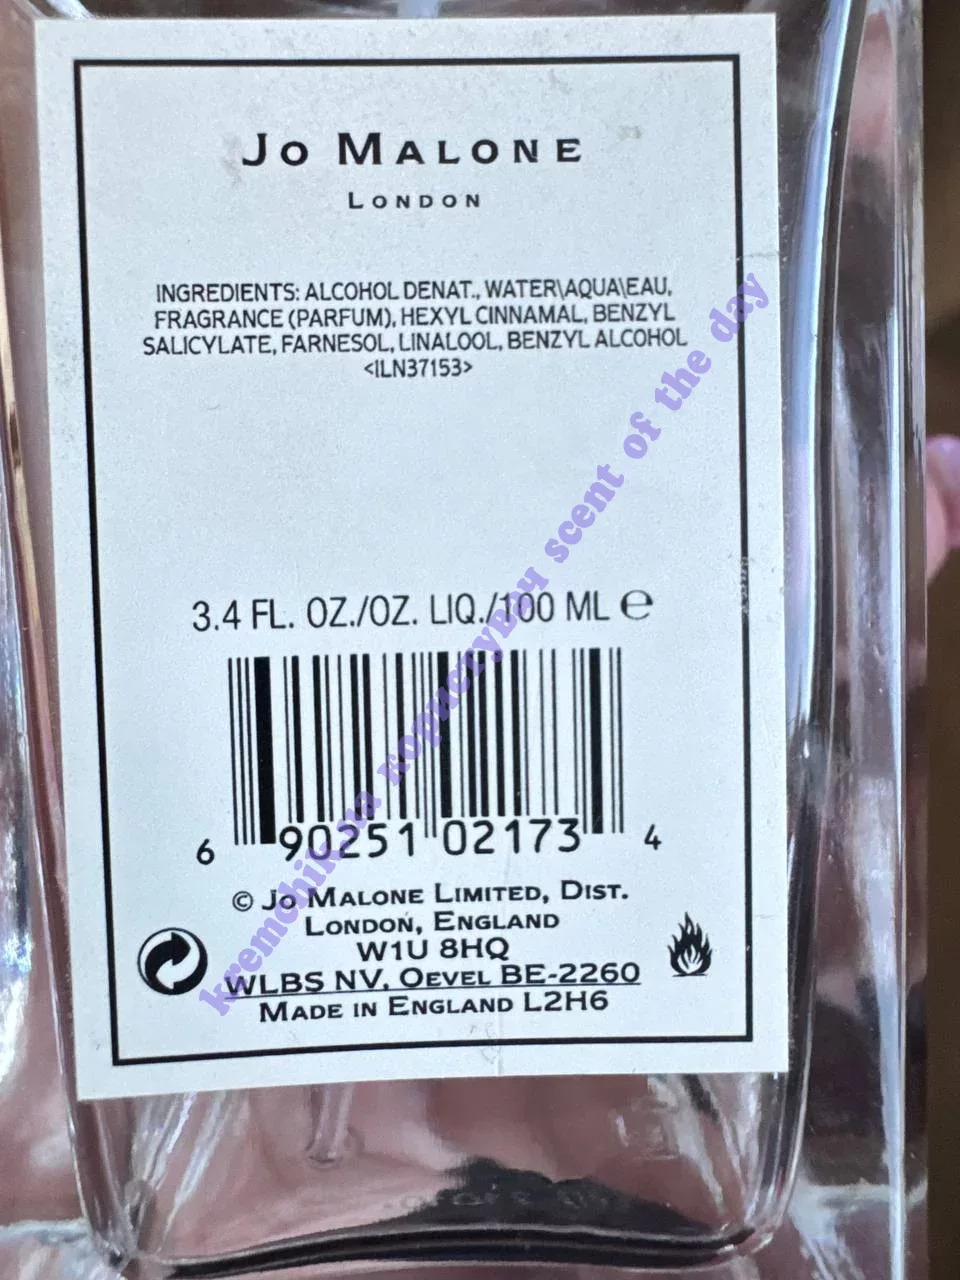 JO MALONE
LONDON
INGREDIENTS: ALCOHOL DENAT., WATER\AQUA\EAU,
FRAGRANCE (PARFUM), HEXYL CINNAMAL, BENZYL
SALICYLATE, FARNESOL, LINALOOL, BENZYL ALCOHOL
<ILN37153>
3.4 FL. OZ./OZ. LIQ./100 ML ℮
6 90251 02173 4
© JO MALONE LIMITED, DIST.
LONDON, ENGLAND
W1U 8HQ
WLBS NV, OEVEL BE-2260
MADE IN ENGLAND L2H6
scent of the day